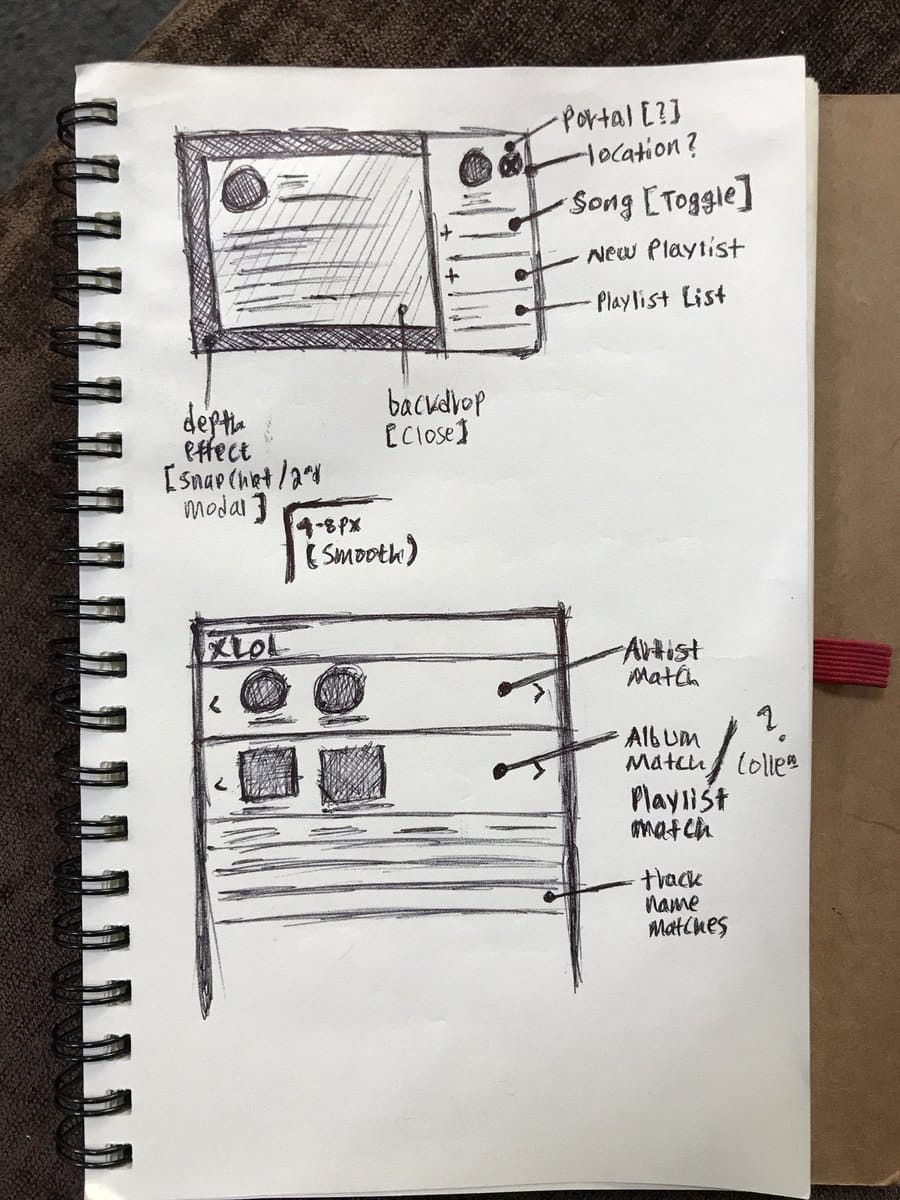 Portal [?]
location?
Song [Toggle]
New Playlist
Playlist List
+
+
depth
effect
[Snapchat/2nd
modal]
backdrop
[close]
4-8px
(smooth)
XLOL
Artist
Match
Album
Match/
?
Playlist
match
track
name
matches